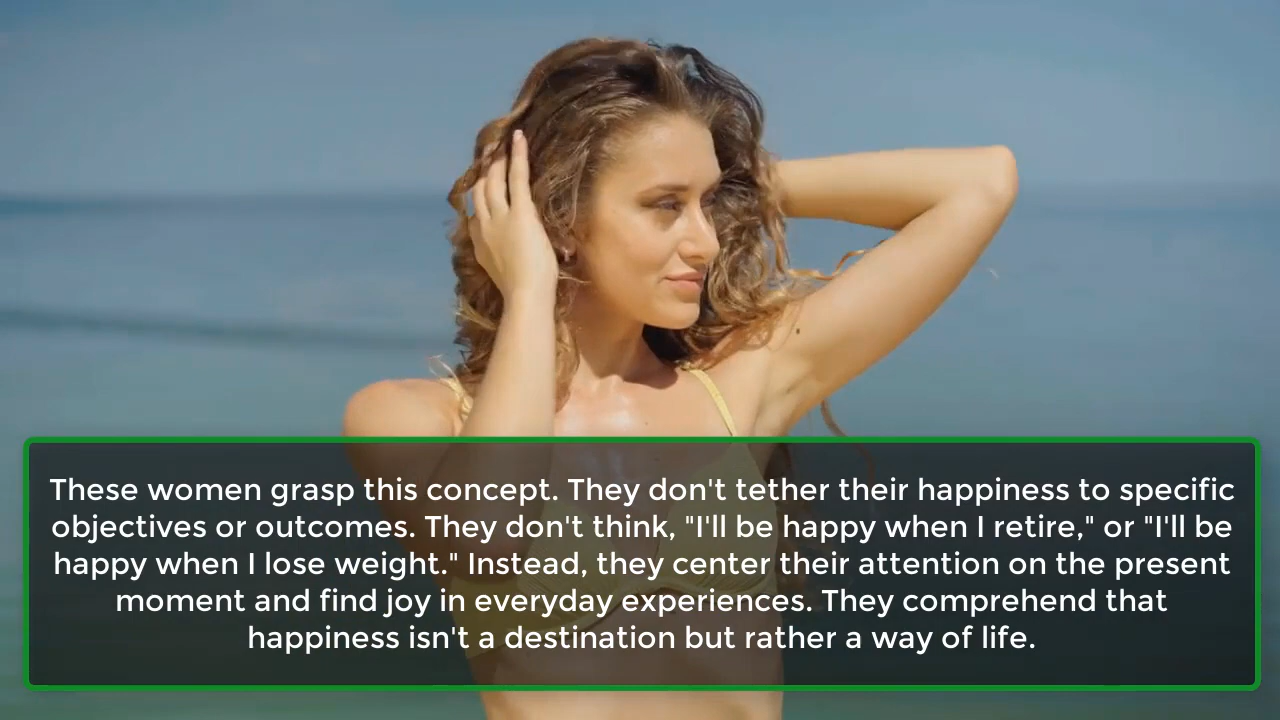 These women grasp this concept. They don't tether their happiness to specific
objectives or outcomes. They don't think, "I'll be happy when I retire," or "I'll be
happy when I lose weight." Instead, they center their attention on the present
moment and find joy in everyday experiences. They comprehend that
happiness isn't a destination but rather a way of life.